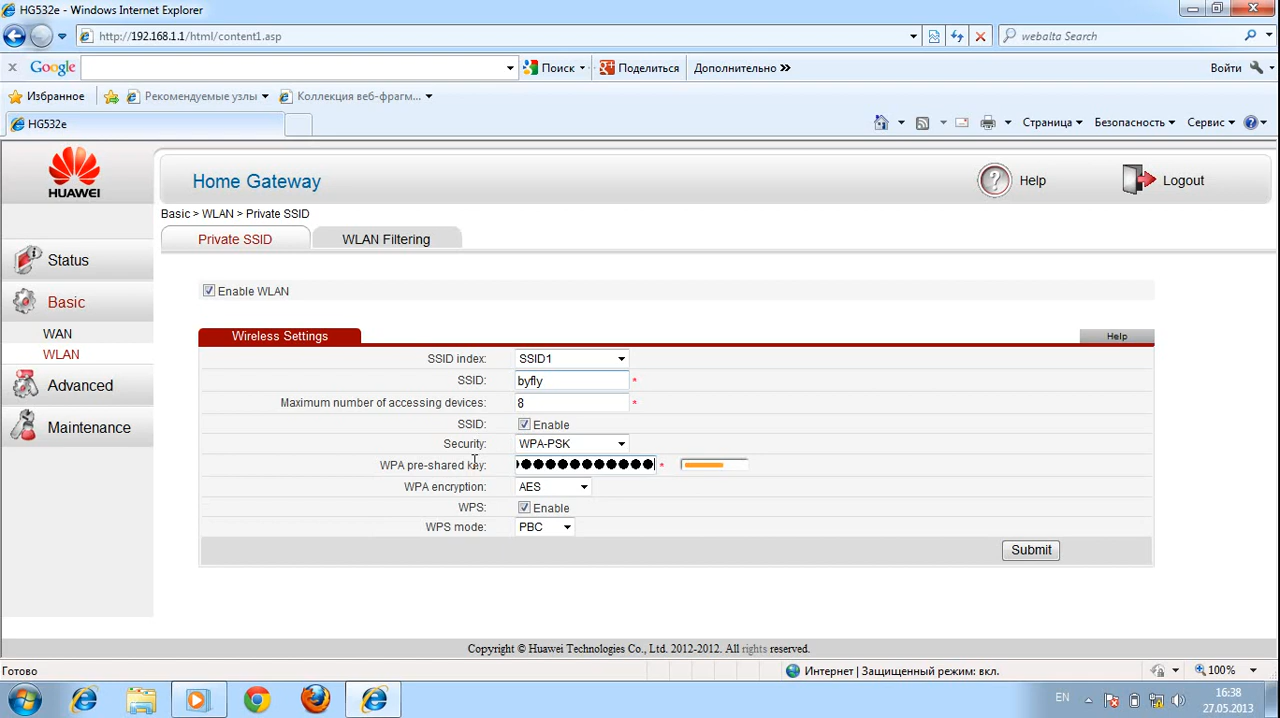 HG532e - Windows Internet Explorer
http://192.168.1.1/html/content1.asp
webalta Search
x Google Поиск Поделиться Дополнительно » Войти
Избранное Рекомендуемые узлы Коллекция веб-фрагм...
HG532e
Страница Безопасность Сервис
HUAWEI
Home Gateway
Help
Logout
Basic > WLAN > Private SSID
Private SSID
WLAN Filtering
Status
Basic
WAN
WLAN
Advanced
Maintenance
Enable WLAN
Wireless Settings
Help
SSID index: SSID1
SSID: byfly *
Maximum number of accessing devices: 8 *
SSID: Enable
Security: WPA-PSK
WPA pre-shared key: ●●●●●●●●●●●● *
WPA encryption: AES
WPS: Enable
WPS mode: PBC
Submit
Copyright © Huawei Technologies Co., Ltd. 2012-2012. All rights reserved.
Готово
Интернет | Защищенный режим: вкл.
100%
EN
16:38
27.05.2013